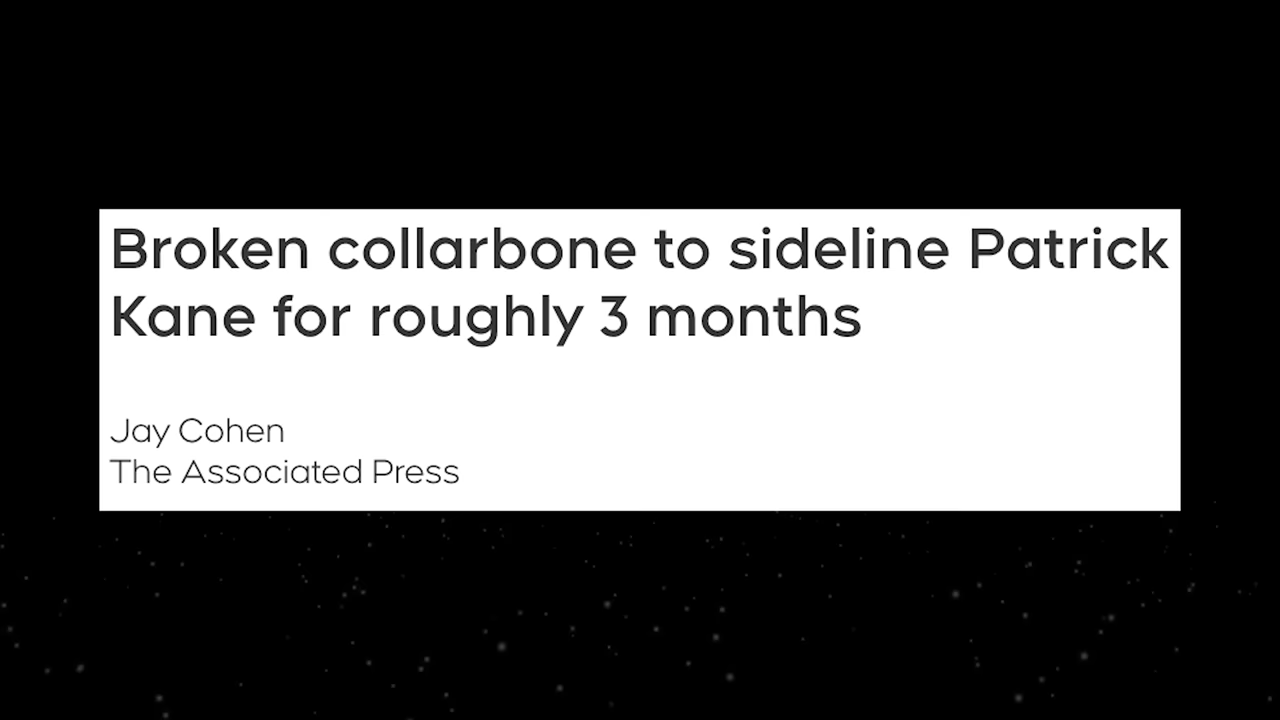 Broken collarbone to sideline Patrick
Kane for roughly 3 months
Jay Cohen
The Associated Press